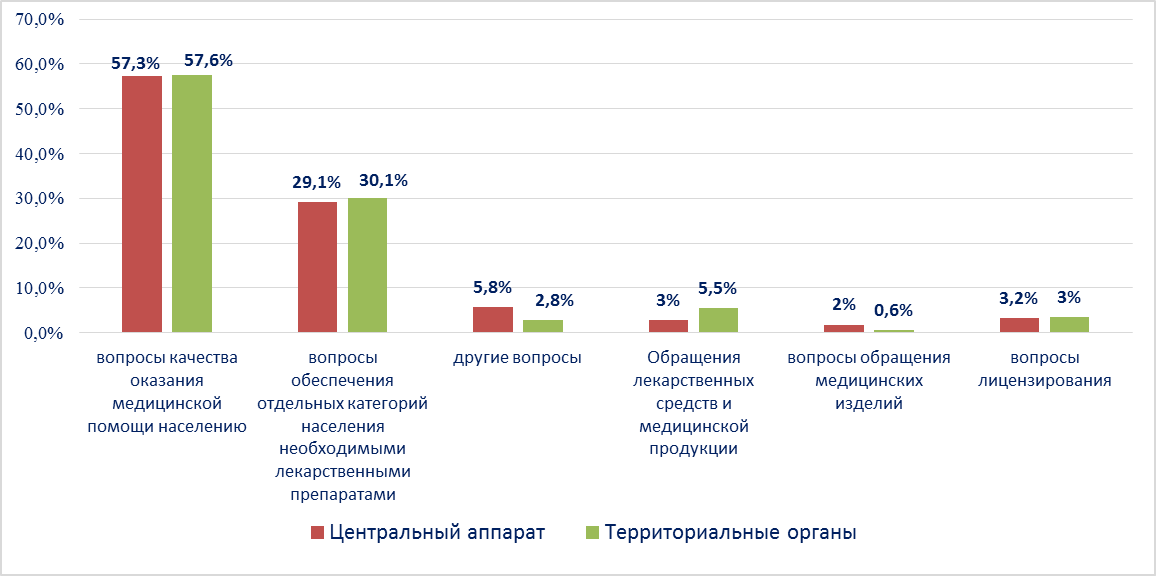 70,0%
60,0%
50,0%
40,0%
30,0%
20,0%
10,0%
0,0%
57,3%
57,6%
29,1%
30,1%
5,8%
2,8%
3%
5,5%
2%
0,6%
3,2%
3%
вопросы качества
оказания
медицинской
помощи населению
вопросы
обеспечения
отдельных категорий
населения
необходимыми
лекарственными
препаратами
другие вопросы
Обращения
лекарственных
средств и
медицинской
продукции
вопросы обращения
медицинских
изделий
вопросы
лицензирования
Центральный аппарат
Территориальные органы